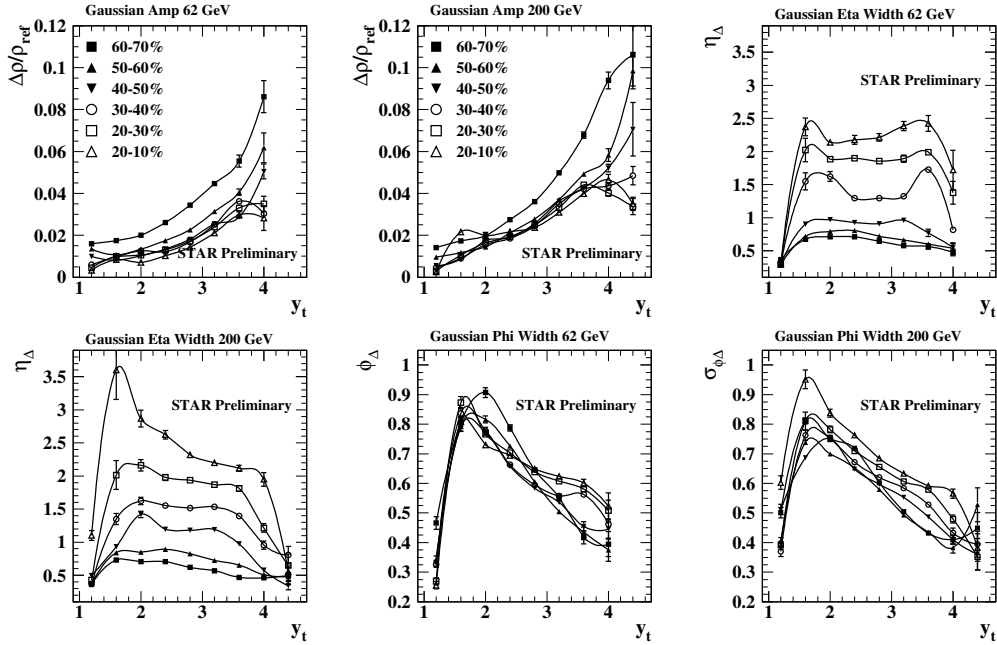 Gaussian Amp 62 GeV
Δρ/ρref
0.12
0.1
0.08
0.06
0.04
0.02
0
60-70%
50-60%
40-50%
30-40%
20-30%
20-10%
STAR Preliminary
1 2 3 4
yt
Gaussian Amp 200 GeV
Δρ/ρref
0.12
0.1
0.08
0.06
0.04
0.02
0
60-70%
50-60%
40-50%
30-40%
20-30%
20-10%
STAR Preliminary
1 2 3 4
yt
Gaussian Eta Width 62 GeV
ηΔ
3.5
3
2.5
2
1.5
1
0.5
STAR Preliminary
1 2 3 4
yt
Gaussian Eta Width 200 GeV
ηΔ
3.5
3
2.5
2
1.5
1
0.5
STAR Preliminary
1 2 3 4
yt
Gaussian Phi Width 62 GeV
ϕΔ
1
0.9
0.8
0.7
0.6
0.5
0.4
0.3
0.2
STAR Preliminary
1 2 3 4
yt
Gaussian Phi Width 200 GeV
σϕΔ
1
0.9
0.8
0.7
0.6
0.5
0.4
0.3
0.2
STAR Preliminary
1 2 3 4
yt